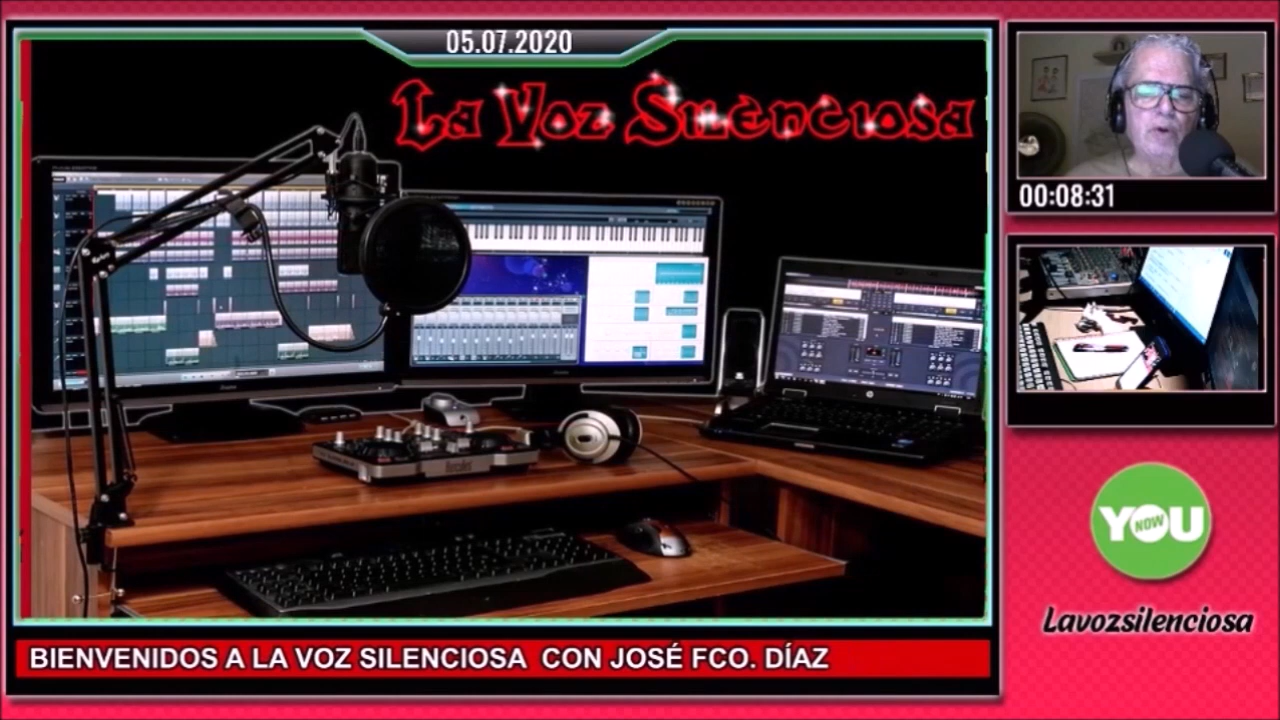 05.07.2020
La Voz Silenciosa
00:08:31
YOU
NOW
Lavozsilenciosa
BIENVENIDOS A LA VOZ SILENCIOSA CON JOSÉ FCO. DÍAZ